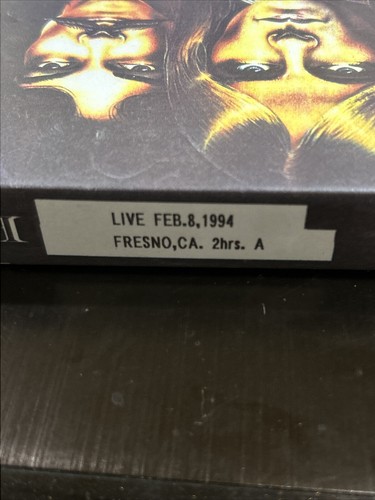 LIVE FEB.8,1994
FRESNO,CA. 2hrs. A